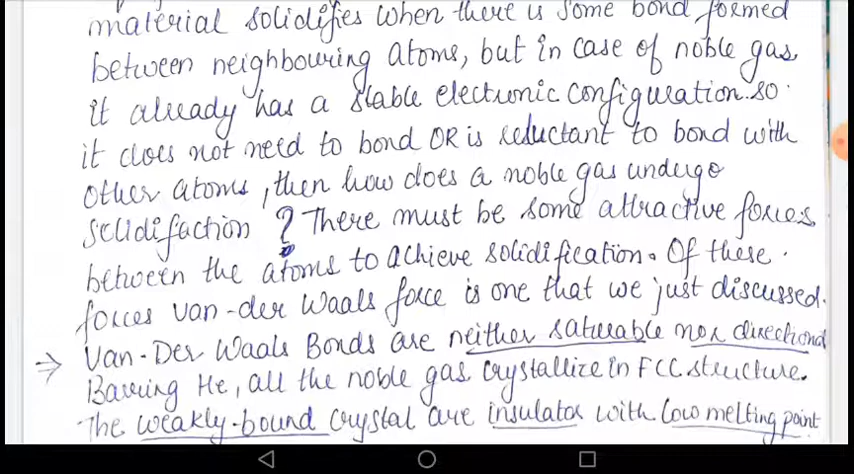 material solidifies when there is some bond formed
between neighbouring atoms, but in case of noble gas
it already has a stable electronic configuration. so
it does not need to bond OR is reluctant to bond with
other atoms, then how does a noble gas undergo
solidifaction ? There must be some attractive forces
between the atoms to achieve solidification. Of these
forces van-der Waals force is one that we just discussed.
⇒ Van-Der Waals Bonds are neither saturable nor directional
Barring He, all the noble gas crystallize in FCC structure.
The weakly-bound crystal are insulator with low melting point